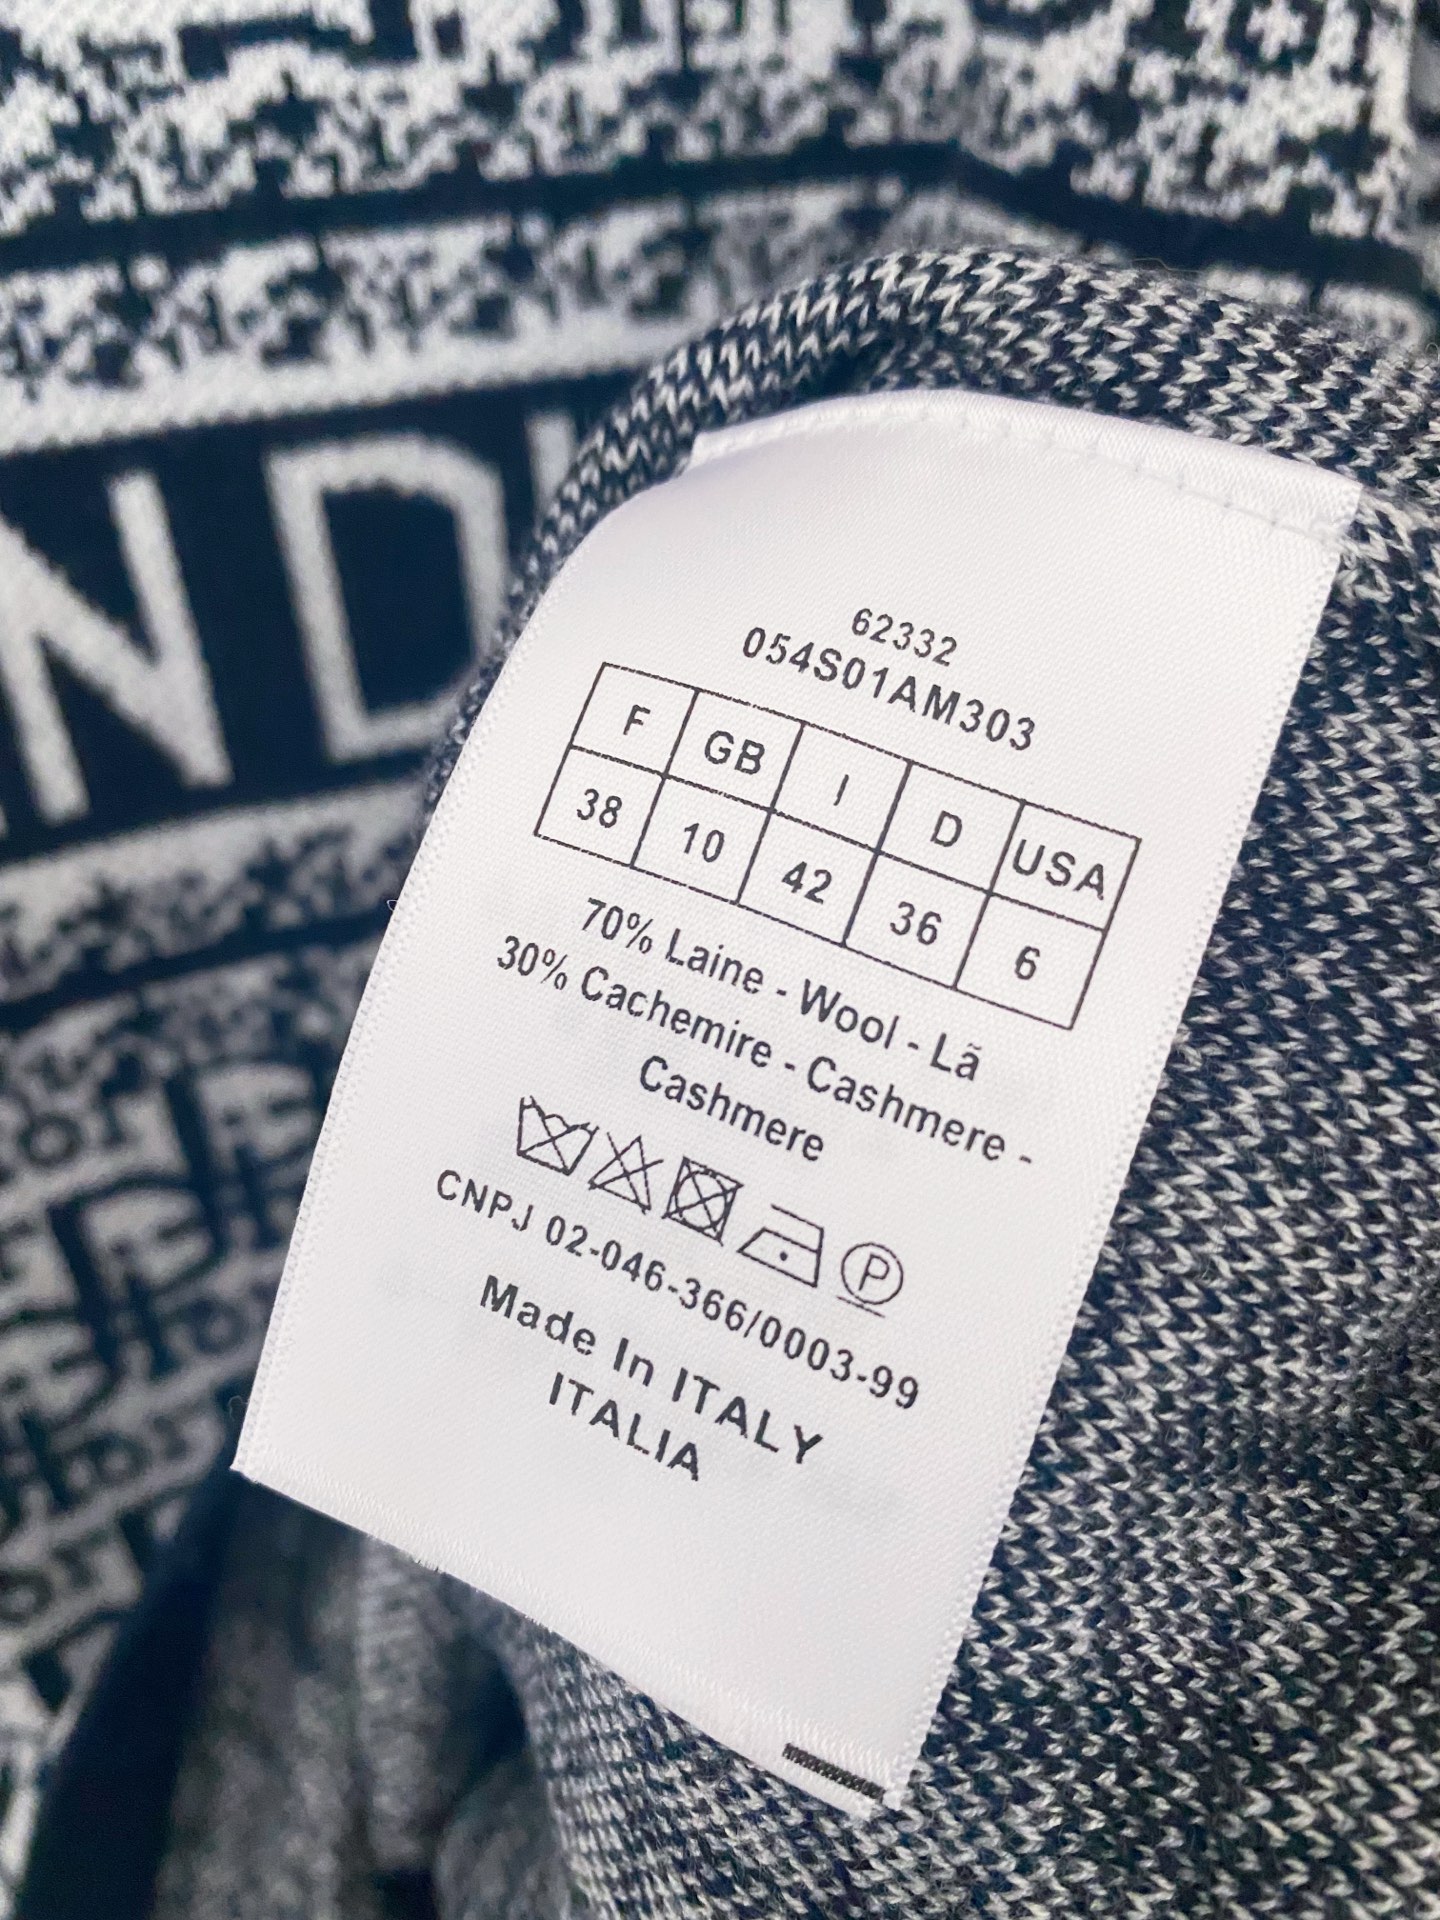 ND
62332
054S01AM303
F GB I D USA
38 10 42 36 6
70% Laine - Wool - Lã
30% Cachemire - Cashmere -
Cashmere
P
CNPJ 02-046-366/0003-99
Made In ITALY
ITALIA